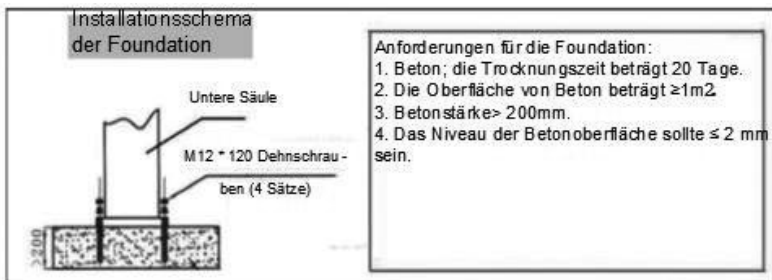 Installationsschema
der Foundation
Untere Säule
M12 * 120 Dehnschrau -
ben (4 Sätze)
≥200
Anforderungen für die Foundation:
1. Beton; die Trocknungszeit beträgt 20 Tage.
2. Die Oberfläche von Beton beträgt ≥1m2.
3. Betonstärke> 200mm.
4. Das Niveau der Betonoberfläche sollte ≤ 2 mm
sein.